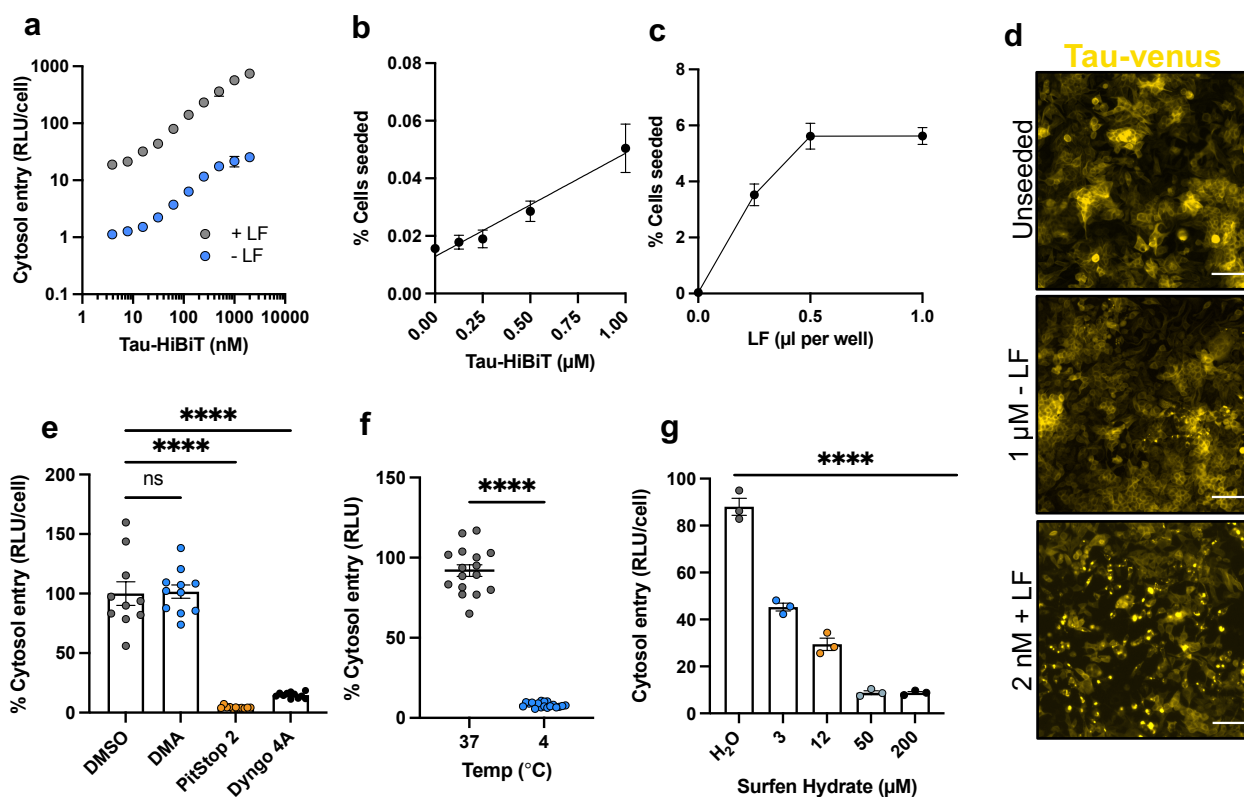 a
Cytosol entry (RLU/cell)
1000
100
10
1
0.1
+ LF
- LF
1 10 100 1000 10000
Tau-HiBiT (nM)
b
% Cells seeded
0.08
0.06
0.04
0.02
0.00
0.00 0.25 0.50 0.75 1.00
Tau-HiBiT (µM)
c
% Cells seeded
8
6
4
2
0
0.0 0.5 1.0
LF (µl per well)
d
Tau-venus
Unseeded
1 µM - LF
2 nM + LF
e
% Cytosol entry (RLU/cell)
200
150
100
50
0
****
****
ns
DMSO DMA PitStop 2 Dyngo 4A
f
% Cytosol entry (RLU)
150
100
50
0
****
37 4
Temp (°C)
g
Cytosol entry (RLU/cell)
100
80
60
40
20
0
****
H₂O 3 12 50 200
Surfen Hydrate (µM)